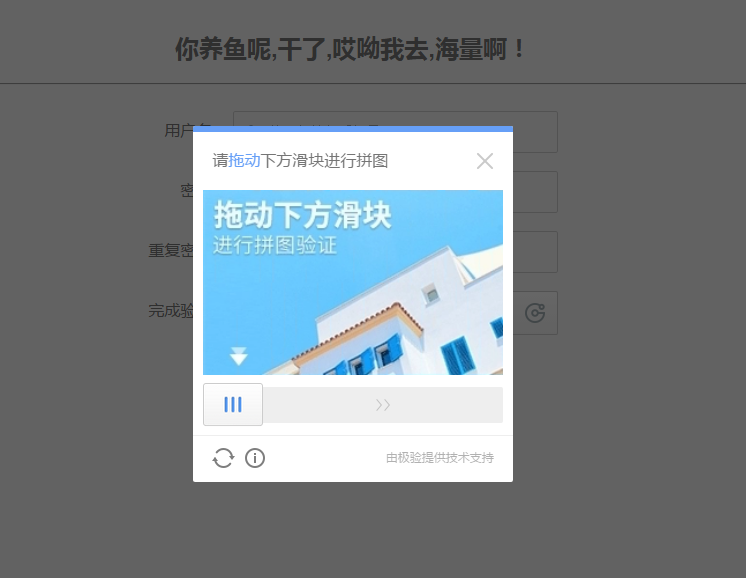 你养鱼呢,干了,哎呦我去,海量啊！
用户名
密
重复密
完成验
请拖动下方滑块进行拼图
拖动下方滑块
进行拼图验证
由极验提供技术支持